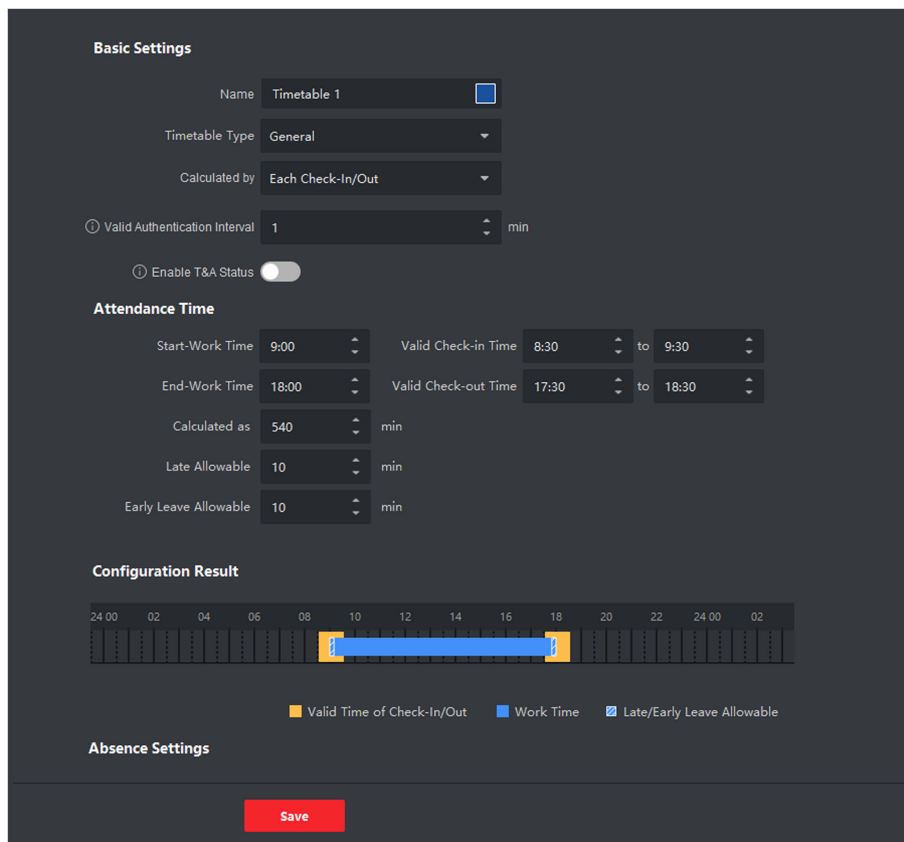 Basic Settings
Name Timetable 1
Timetable Type General
Calculated by Each Check-In/Out
Valid Authentication Interval 1 min
Enable T&A Status
Attendance Time
Start-Work Time 9:00 Valid Check-in Time 8:30 to 9:30
End-Work Time 18:00 Valid Check-out Time 17:30 to 18:30
Calculated as 540 min
Late Allowable 10 min
Early Leave Allowable 10 min
Configuration Result
24 00 02 04 06 08 10 12 14 16 18 20 22 24 00 02
Valid Time of Check-In/Out Work Time Late/Early Leave Allowable
Absence Settings
Save